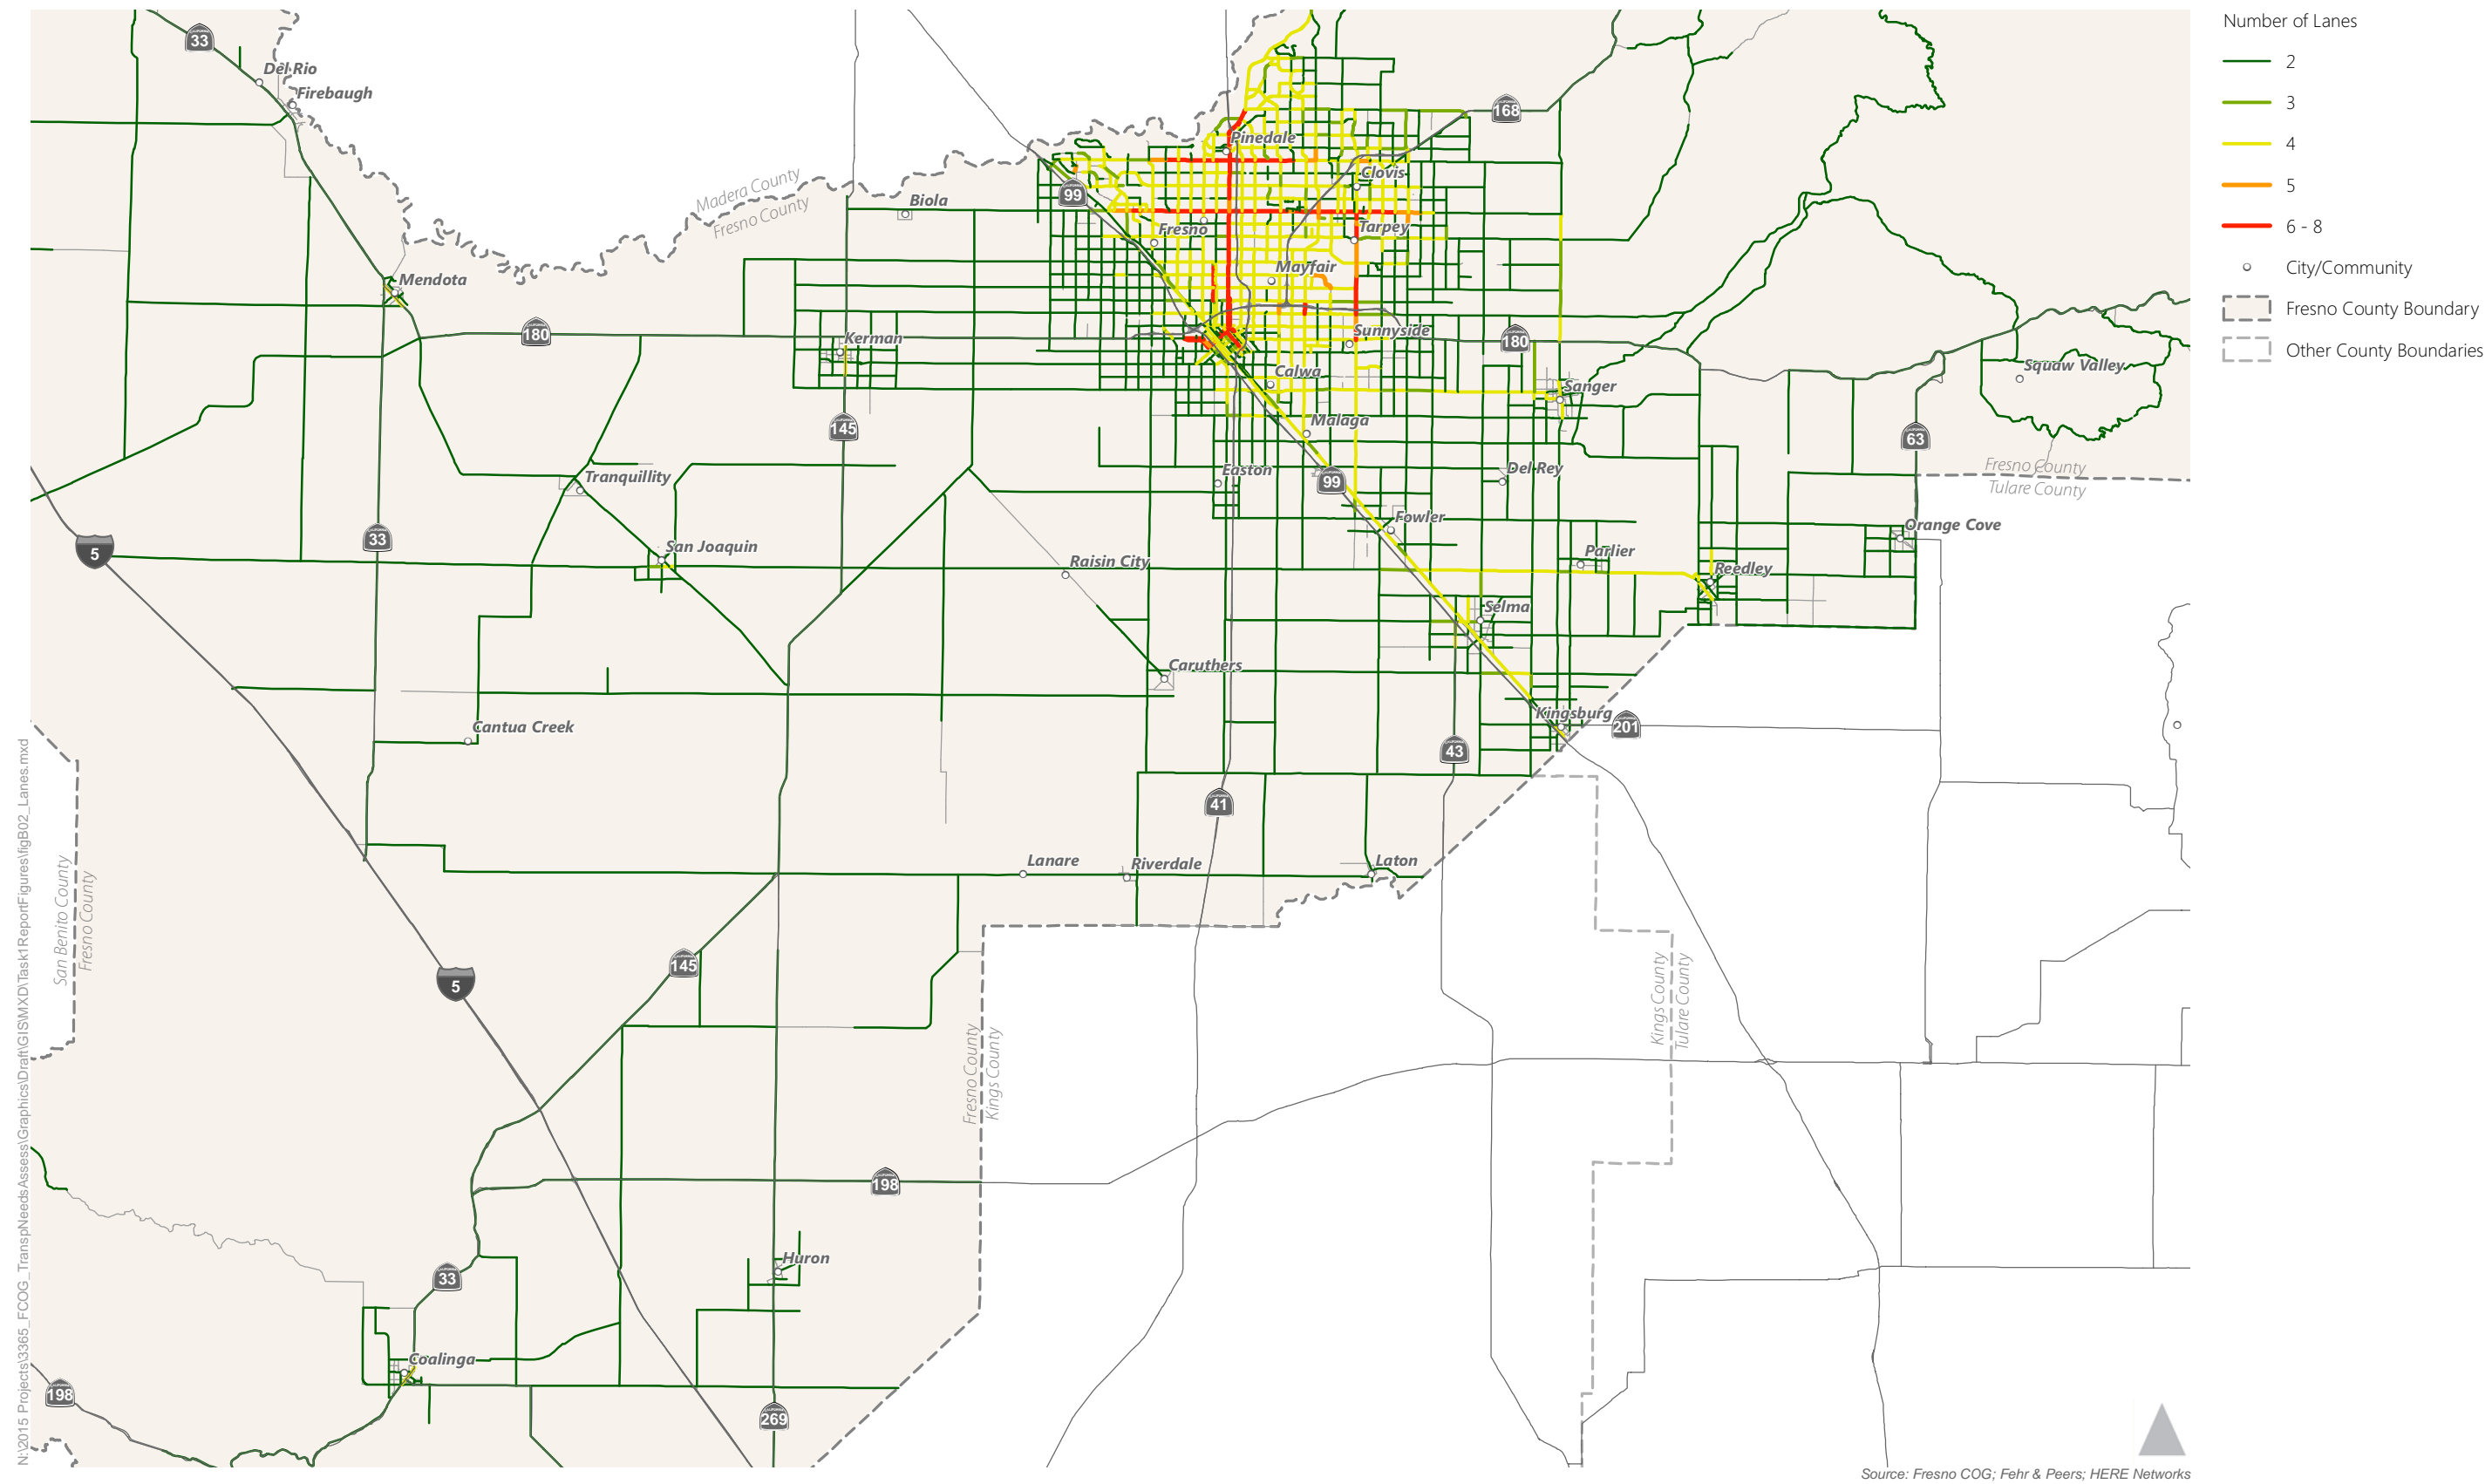 Number of Lanes
2
3
4
5
6 - 8
City/Community
Fresno County Boundary
Other County Boundaries
33
Del Rio
Firebaugh
Madera County
Fresno County
Biola
99
Pinedale
168
Clovis
Fresno
Tarpey
Mayfair
Mendota
180
Kerman
Sunnyside
180
Squaw Valley
Calwa
Sanger
145
Malaga
63
Fresno County
Tulare County
Tranquillity
Easton
99
Del Rey
Fowler
Orange Cove
33
5
San Joaquin
Raisin City
Parlier
Reedley
Selma
Caruthers
Cantua Creek
Kingsburg
201
43
41
San Benito County
Fresno County
Lanare
Riverdale
Laton
145
5
Fresno County
Kings County
Kings County
Tulare County
198
33
Huron
Coalinga
198
269
N:\2015 Projects\3365_FCOG_TranspNeedsAssess\Graphics\Draft\GIS\MXD\Task1ReportFigures\figB02_Lanes.mxd
Source: Fresno COG; Fehr & Peers; HERE Networks